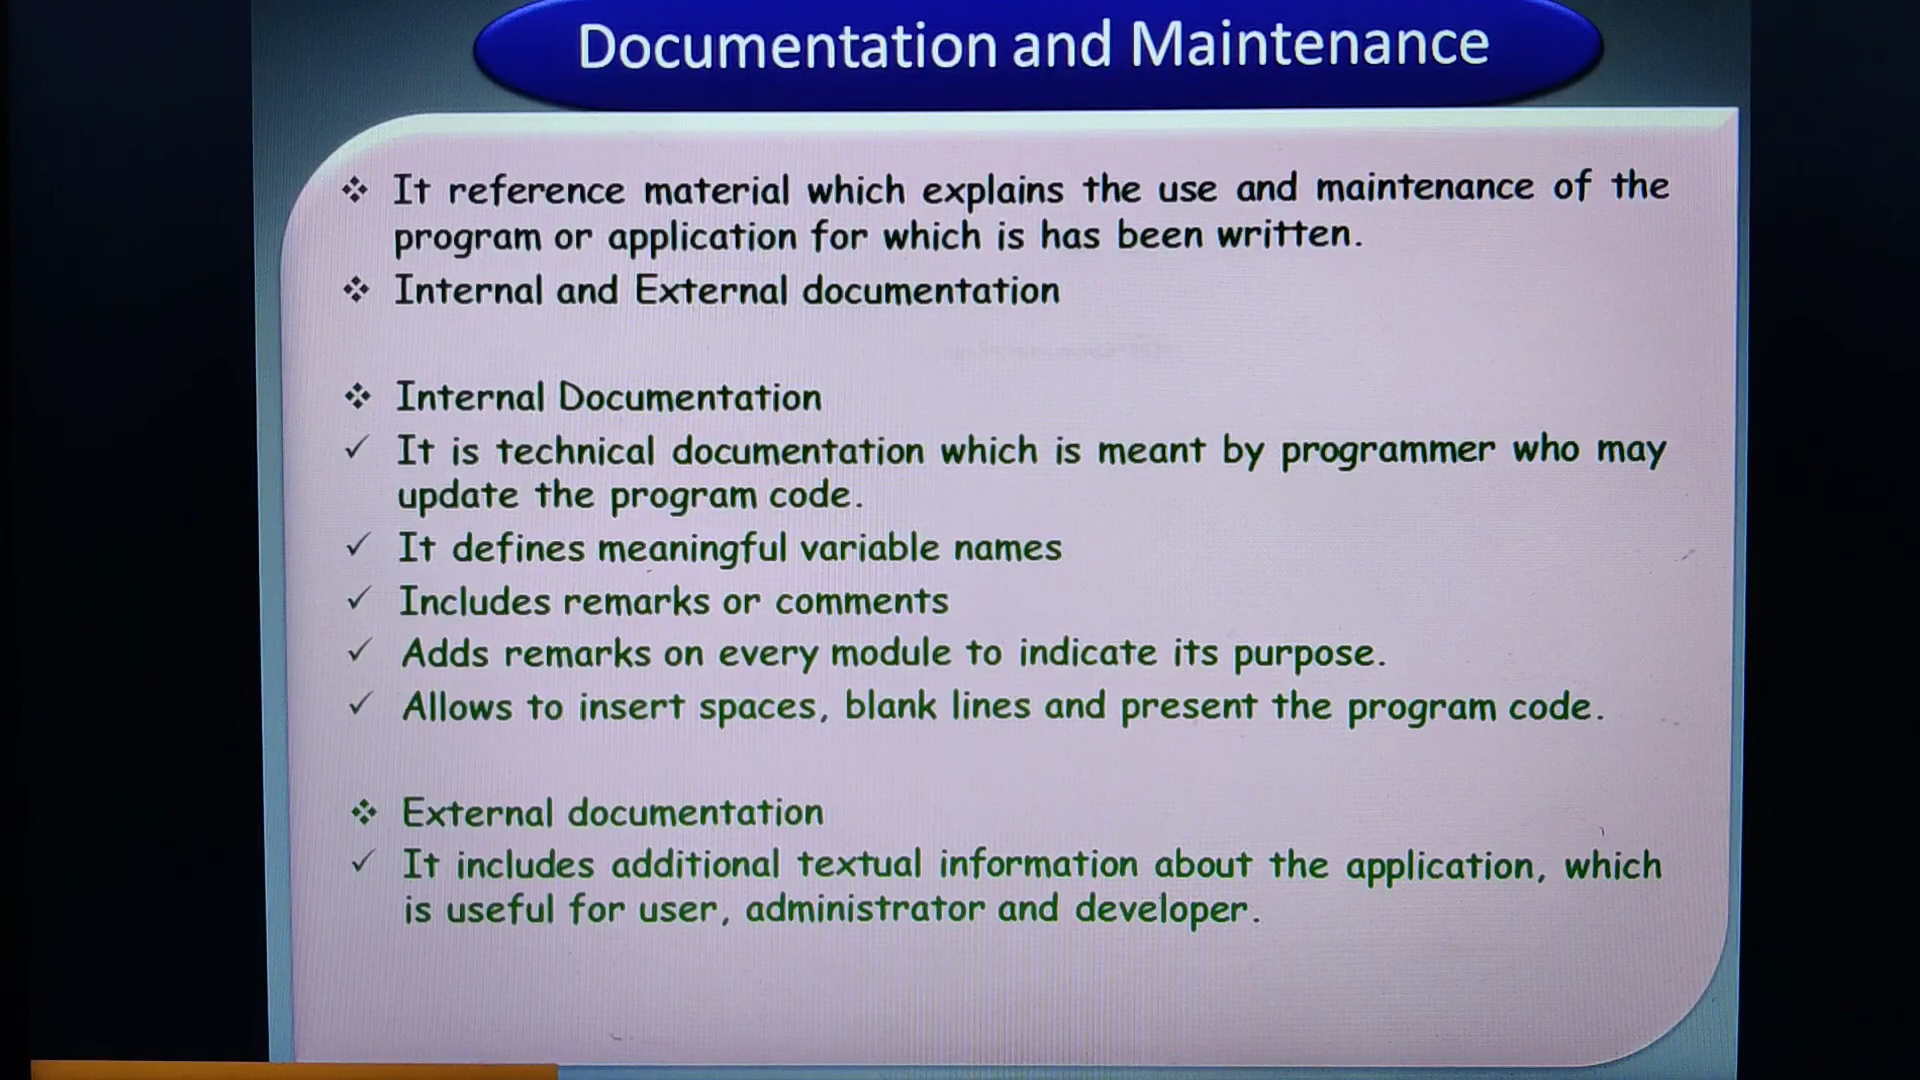 Documentation and Maintenance
❖ It reference material which explains the use and maintenance of the
program or application for which is has been written.
❖ Internal and External documentation
❖ Internal Documentation
✓ It is technical documentation which is meant by programmer who may
update the program code.
✓ It defines meaningful variable names
✓ Includes remarks or comments
✓ Adds remarks on every module to indicate its purpose.
✓ Allows to insert spaces, blank lines and present the program code.
❖ External documentation
✓ It includes additional textual information about the application, which
is useful for user, administrator and developer.